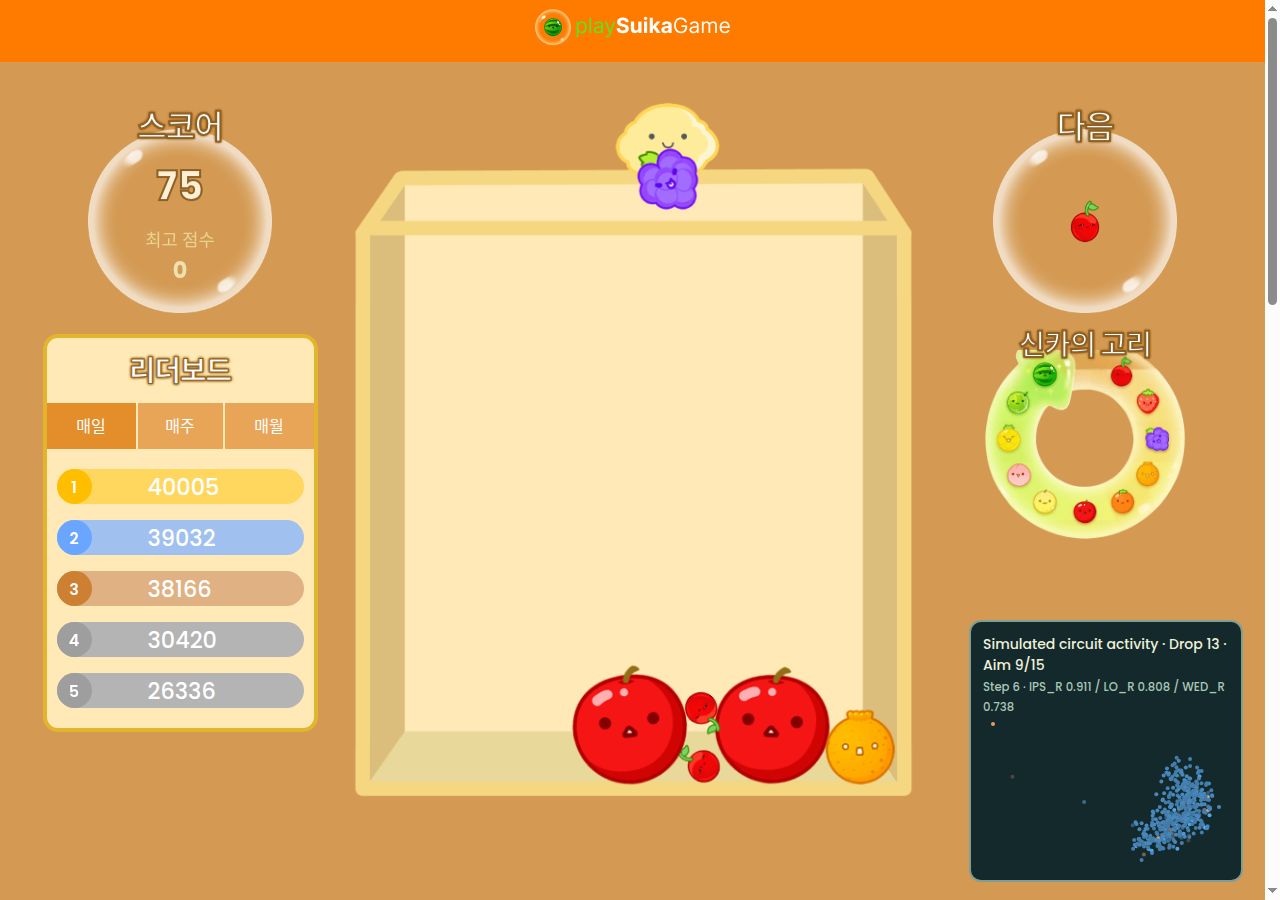 playSuikaGame
스코어
75
최고 점수
0
다음
신카의 고리
리더보드
매일 매주 매월
1 40005
2 39032
3 38166
4 30420
5 26336
Simulated circuit activity · Drop 13 ·
Aim 9/15
Step 6 · IPS_R 0.911 / LO_R 0.808 / WED_R
0.738